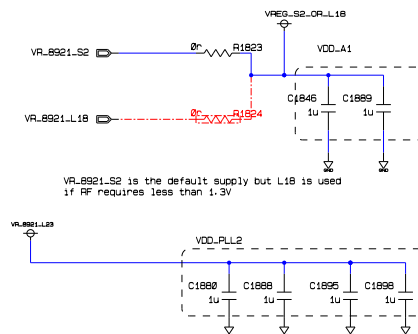 VREG_S2_OR_L18
VR_8921_S2
0r
R1823
VDD_A1
C1846
1u
C1889
1u
VR_8921_L18
0r
R1824
GND
GND
VR_8921_S2 is the default supply but L18 is used
if RF requires less than 1.3V
VR_8921_L23
VDD_PLL2
C1880
1u
C1888
1u
C1895
1u
C1898
1u